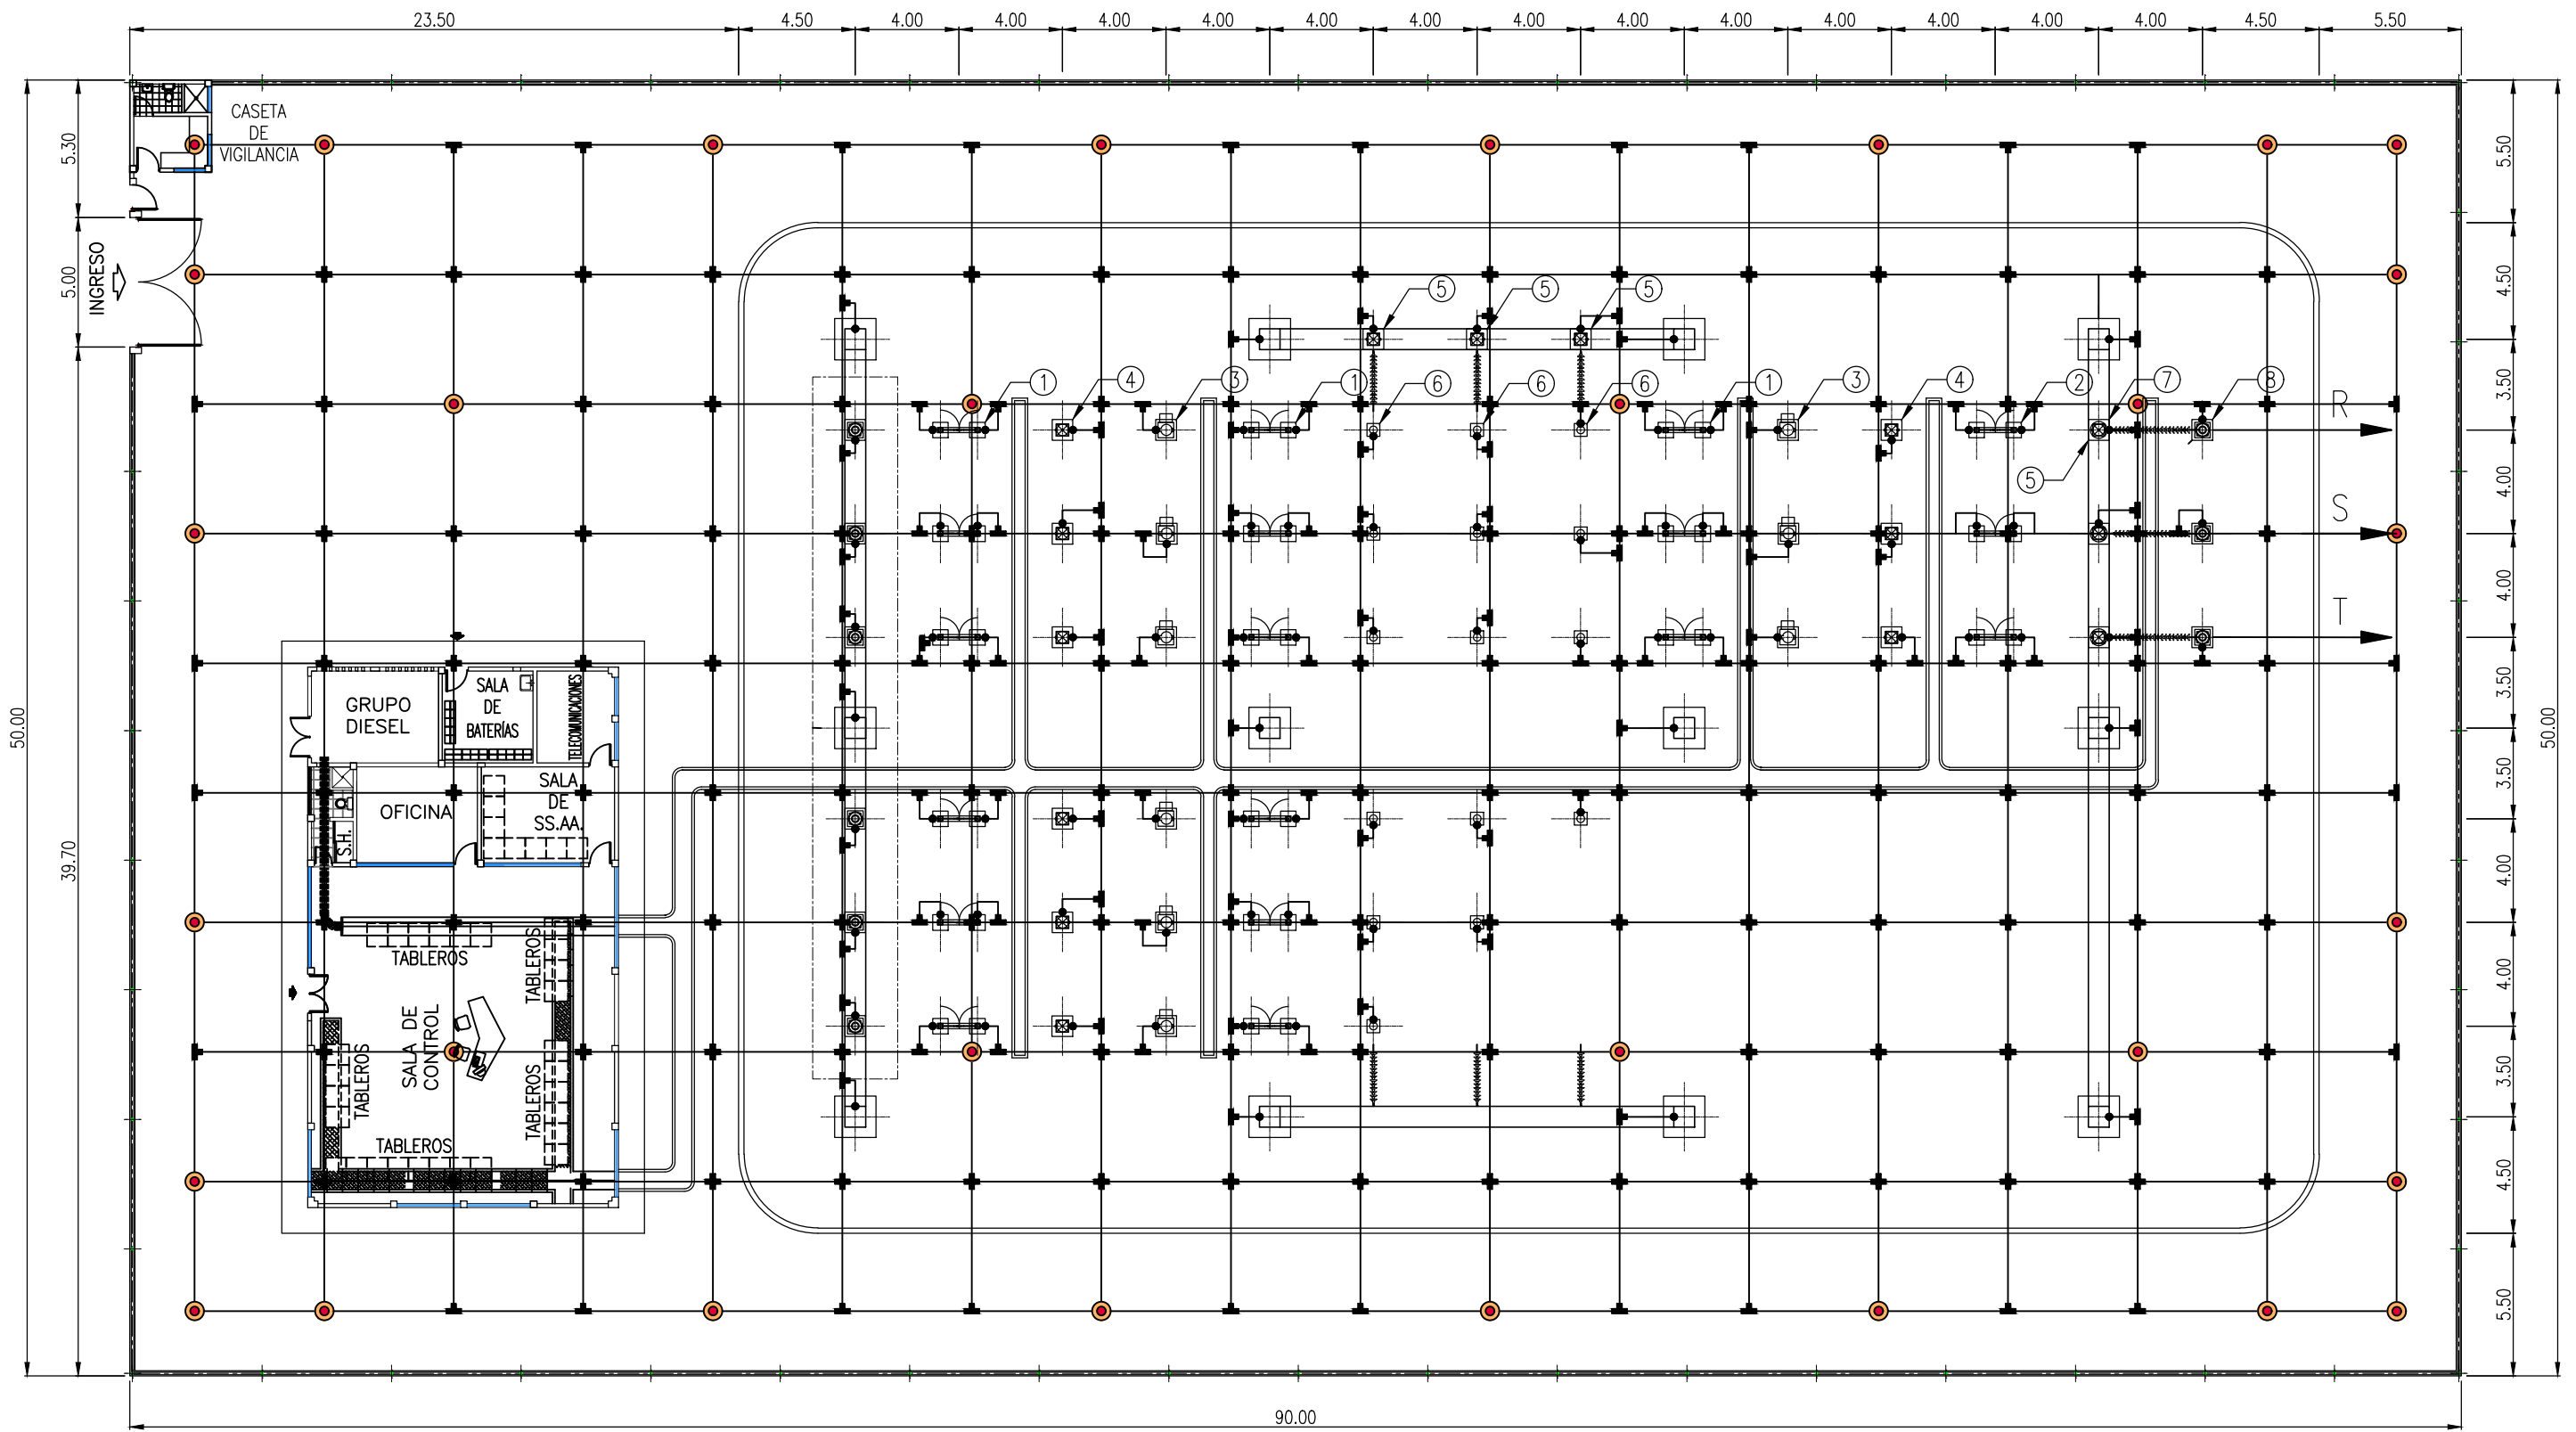 23.50 4.50 4.00 4.00 4.00 4.00 4.00 4.00 4.00 4.00 4.00 4.00 4.00 4.00 4.00 4.50 5.50
CASETA
DE
VIGILANCIA
5.30
5.00
INGRESO
39.70
50.00
5 5 5
1 4 3 1 6 6 6 1 3 4 2 7 8
5
R
S
T
GRUPO
DIESEL
SALA
DE
BATERÍAS
TELECOMUNICACIONES
OFICINA
S.H.
SALA
DE
SS.AA.
TABLEROS
TABLEROS
SALA DE
CONTROL
TABLEROS
TABLEROS
TABLEROS
5.50
4.50
3.50
4.00
4.00
3.50
3.50
4.00
4.00
3.50
4.50
5.50
50.00
90.00